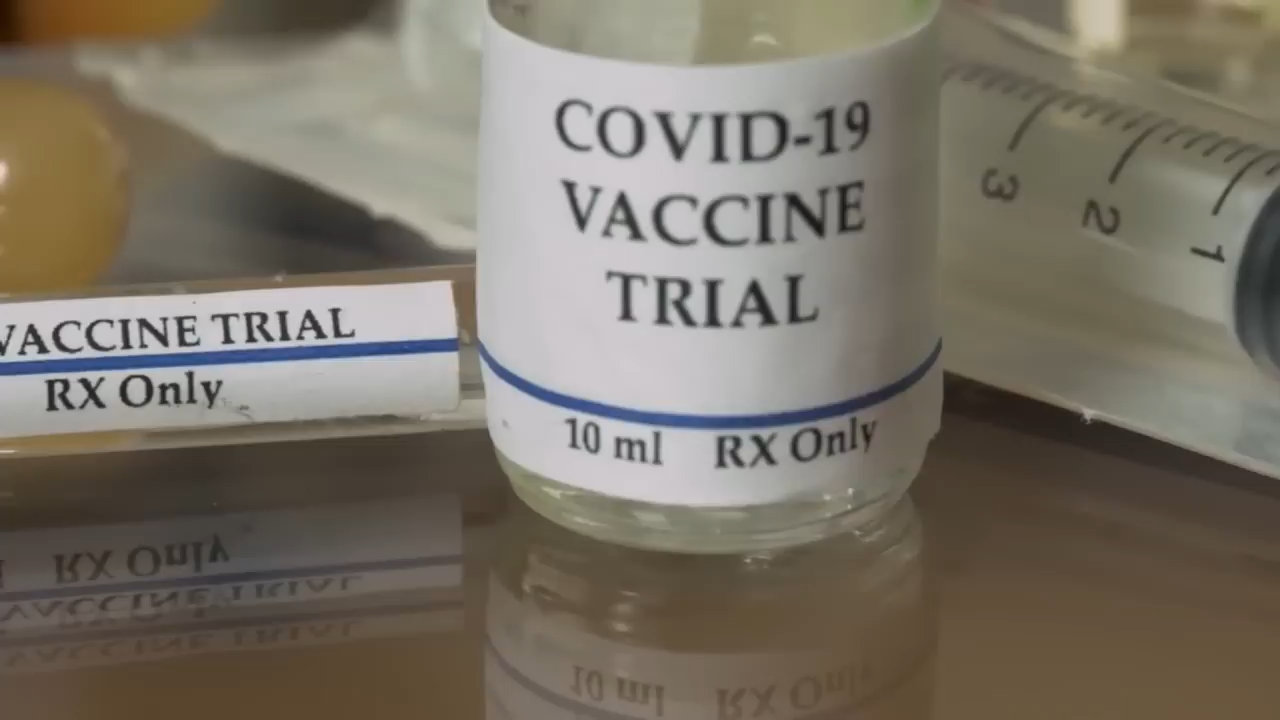 COVID-19
VACCINE
TRIAL
10 ml RX Only
VACCINE TRIAL
RX Only
3
2
1